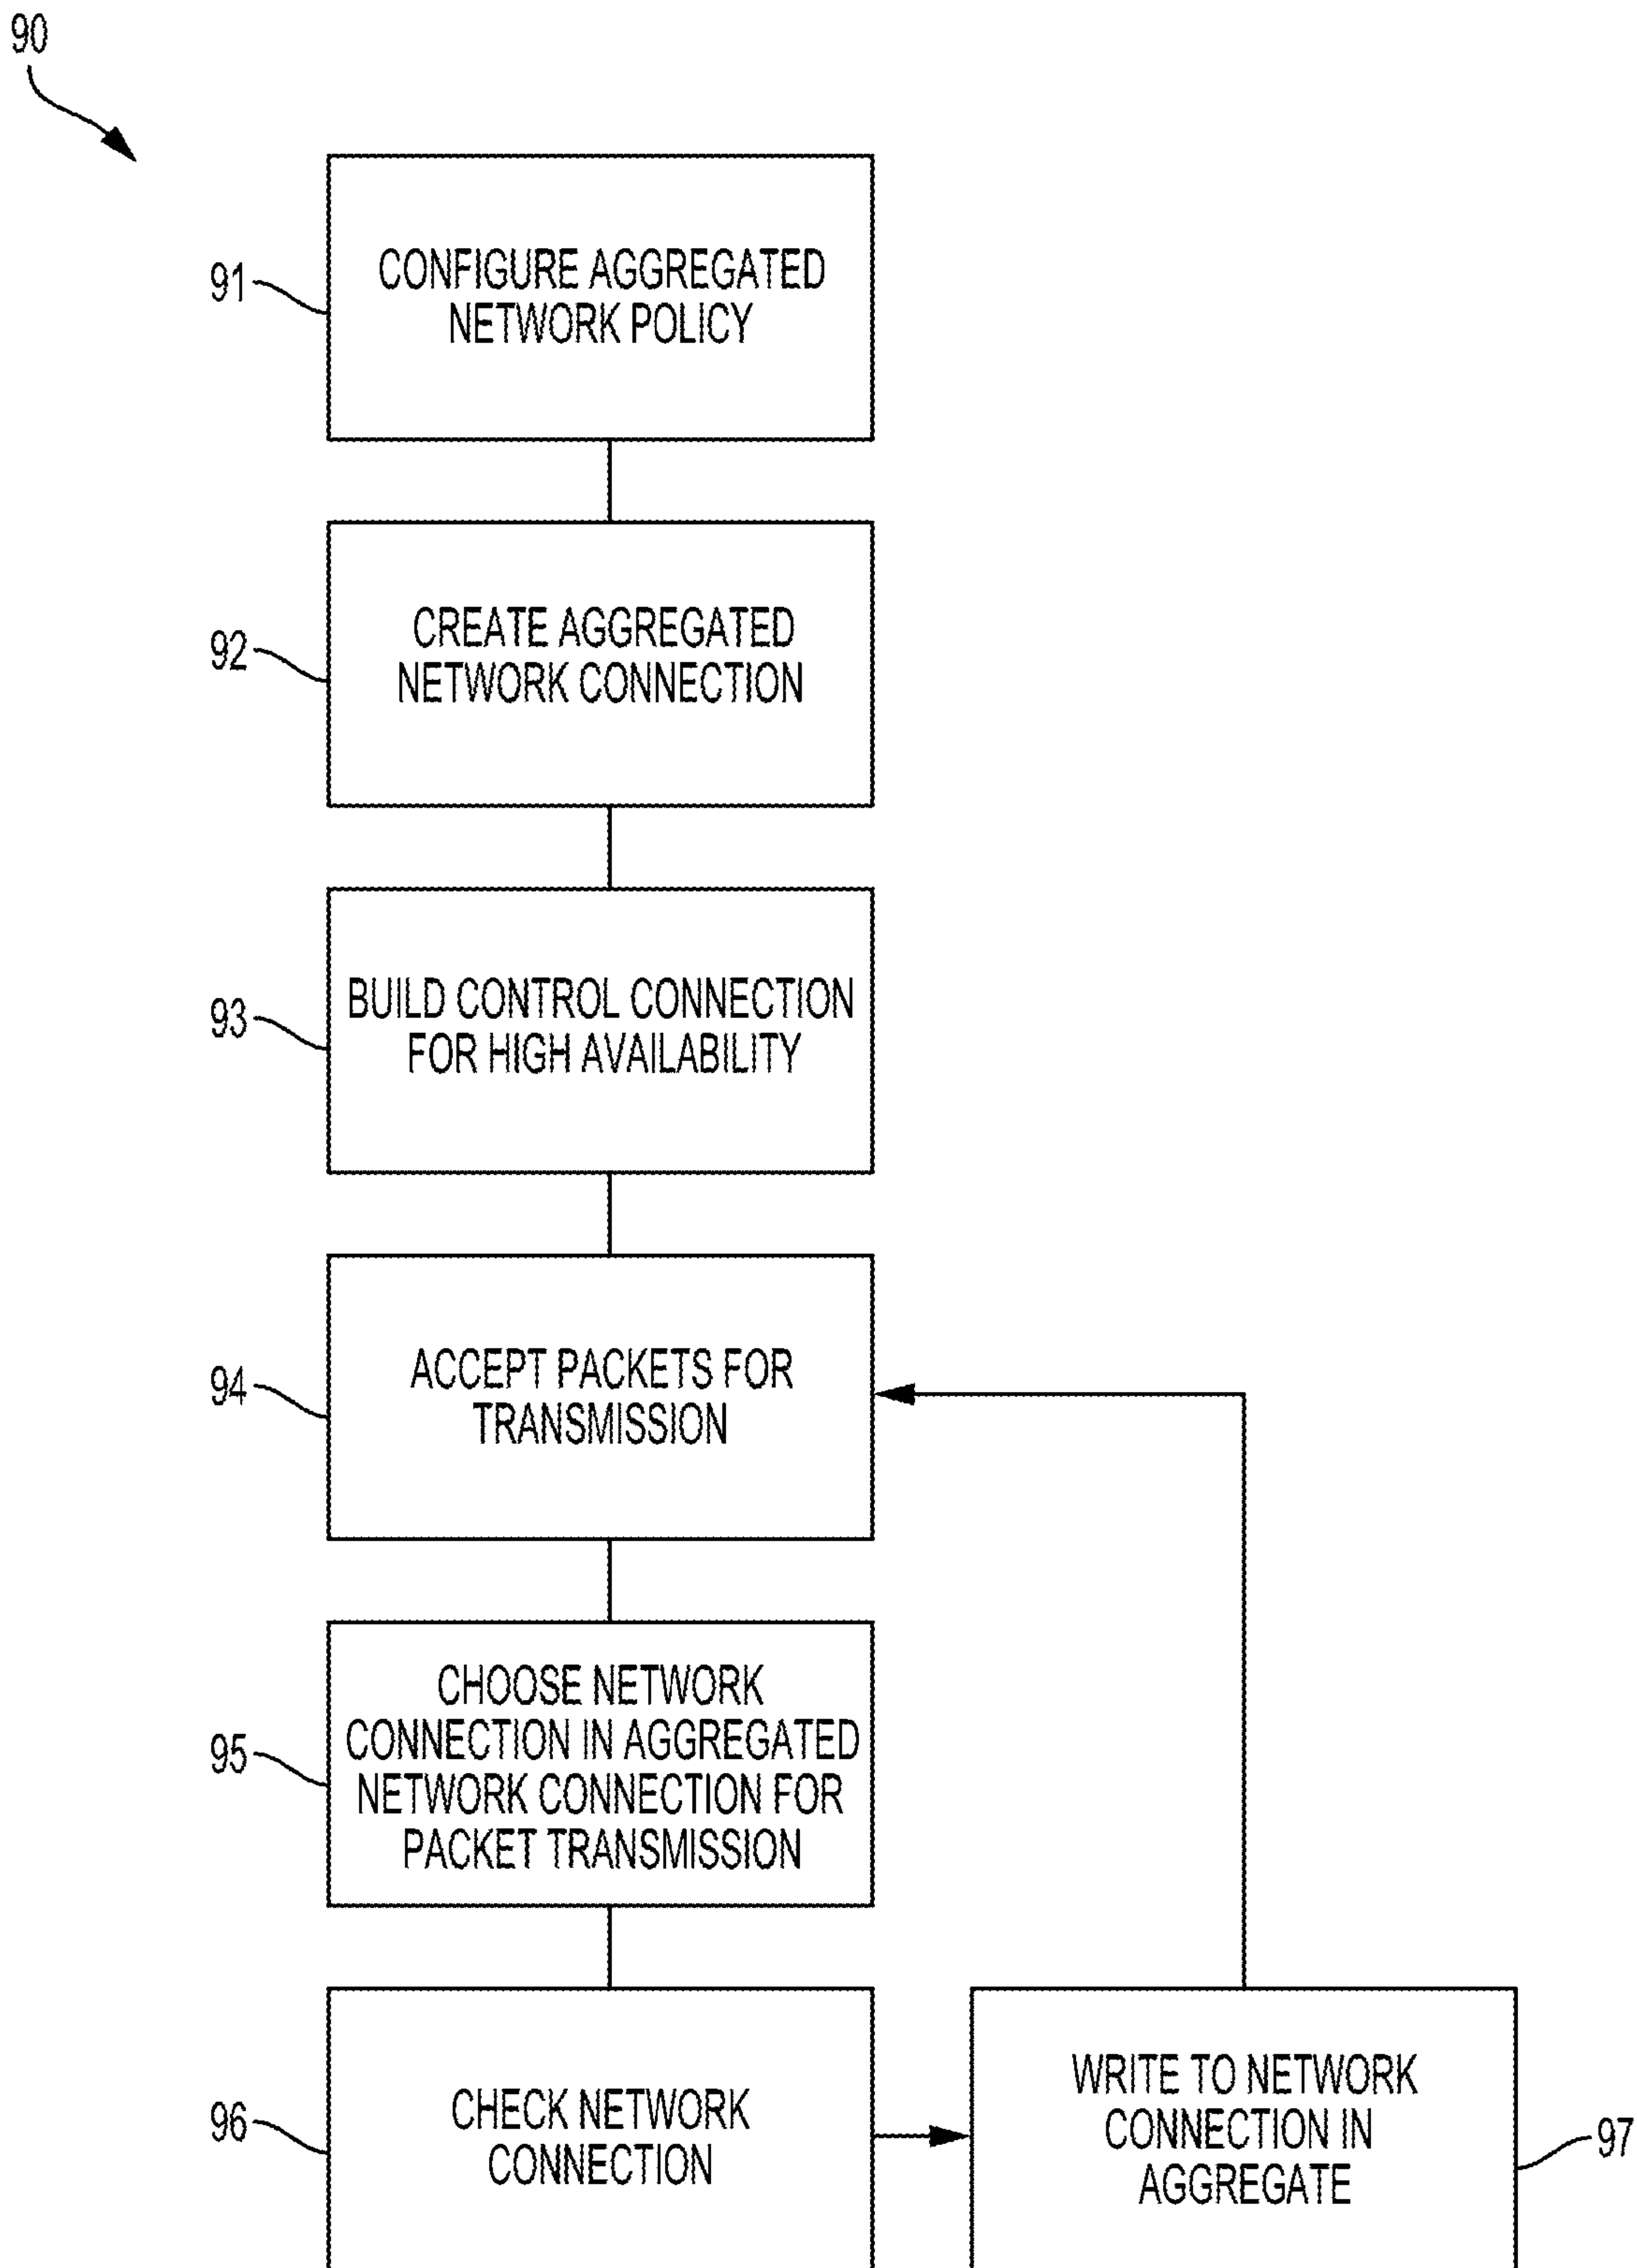 90
91
CONFIGURE AGGREGATED
NETWORK POLICY
92
CREATE AGGREGATED
NETWORK CONNECTION
93
BUILD CONTROL CONNECTION
FOR HIGH AVAILABILITY
94
ACCEPT PACKETS FOR
TRANSMISSION
95
CHOOSE NETWORK
CONNECTION IN AGGREGATED
NETWORK CONNECTION FOR
PACKET TRANSMISSION
96
CHECK NETWORK
CONNECTION
WRITE TO NETWORK
CONNECTION IN
AGGREGATE
97